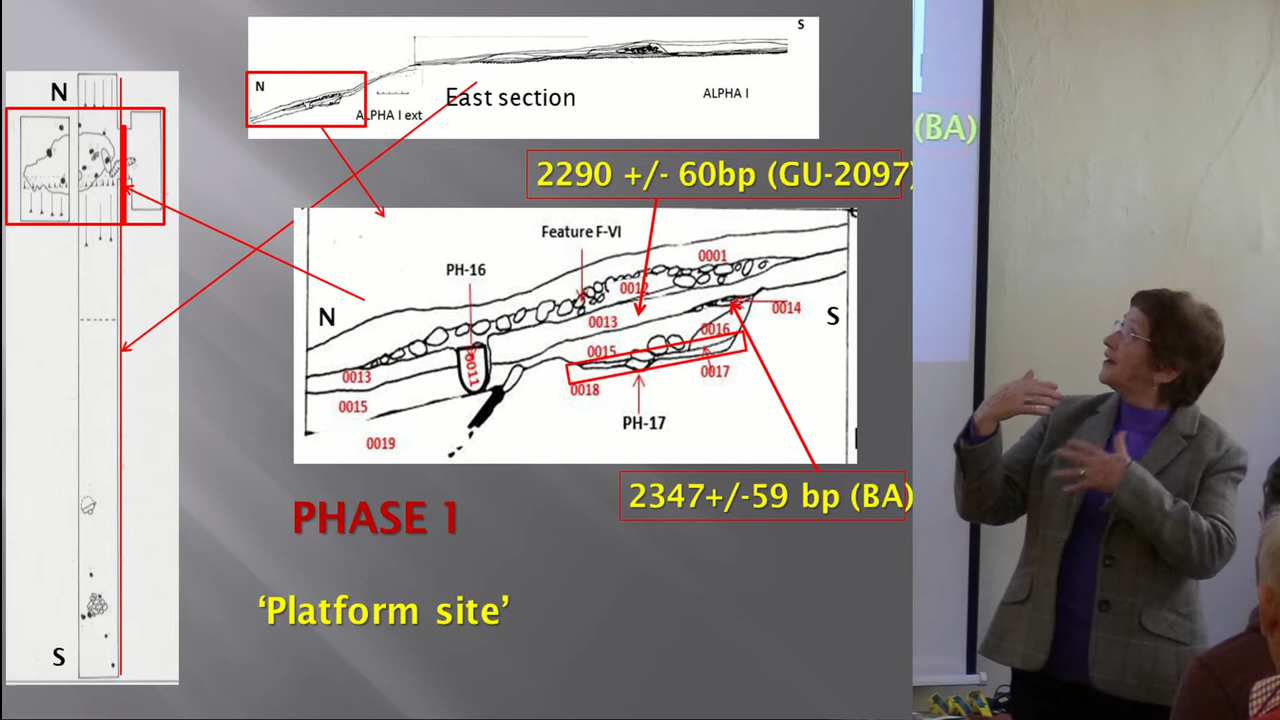 S
N
East section
ALPHA I
ALPHA I ext
N
(BA)
2290 +/- 60bp (GU-2097)
Feature F-VI
PH-16
0001
0012
N
0014
S
0013
0016
0011
0015
0013
0017
0018
0015
PH-17
0019
2347+/-59 bp (BA)
PHASE 1
‘Platform site’
S